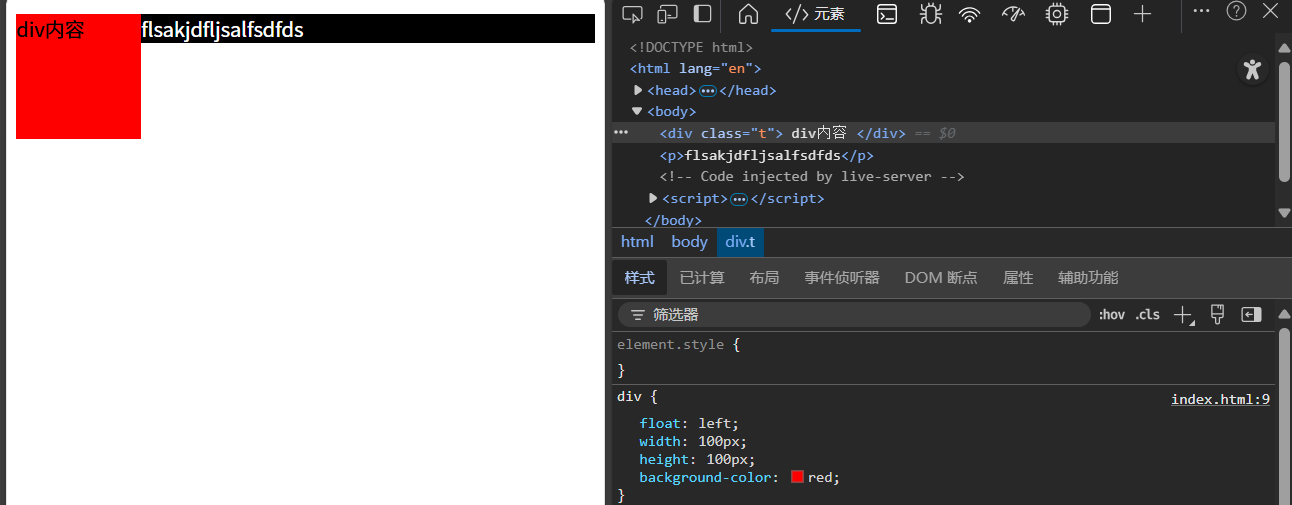 div内容 flsakjdfljsalfsdfds
</> 元素
<!DOCTYPE html>
<html lang="en">
<head>…</head>
<body>
<div class="t"> div内容 </div> == $0
<p>flsakjdfljsalfsdfds</p>
<!-- Code injected by live-server -->
<script>…</script>
</body>
html body div.t
样式 已计算 布局 事件侦听器 DOM 断点 属性 辅助功能
筛选器 :hov .cls
element.style {
}
div { index.html:9
float: left;
width: 100px;
height: 100px;
background-color: red;
}